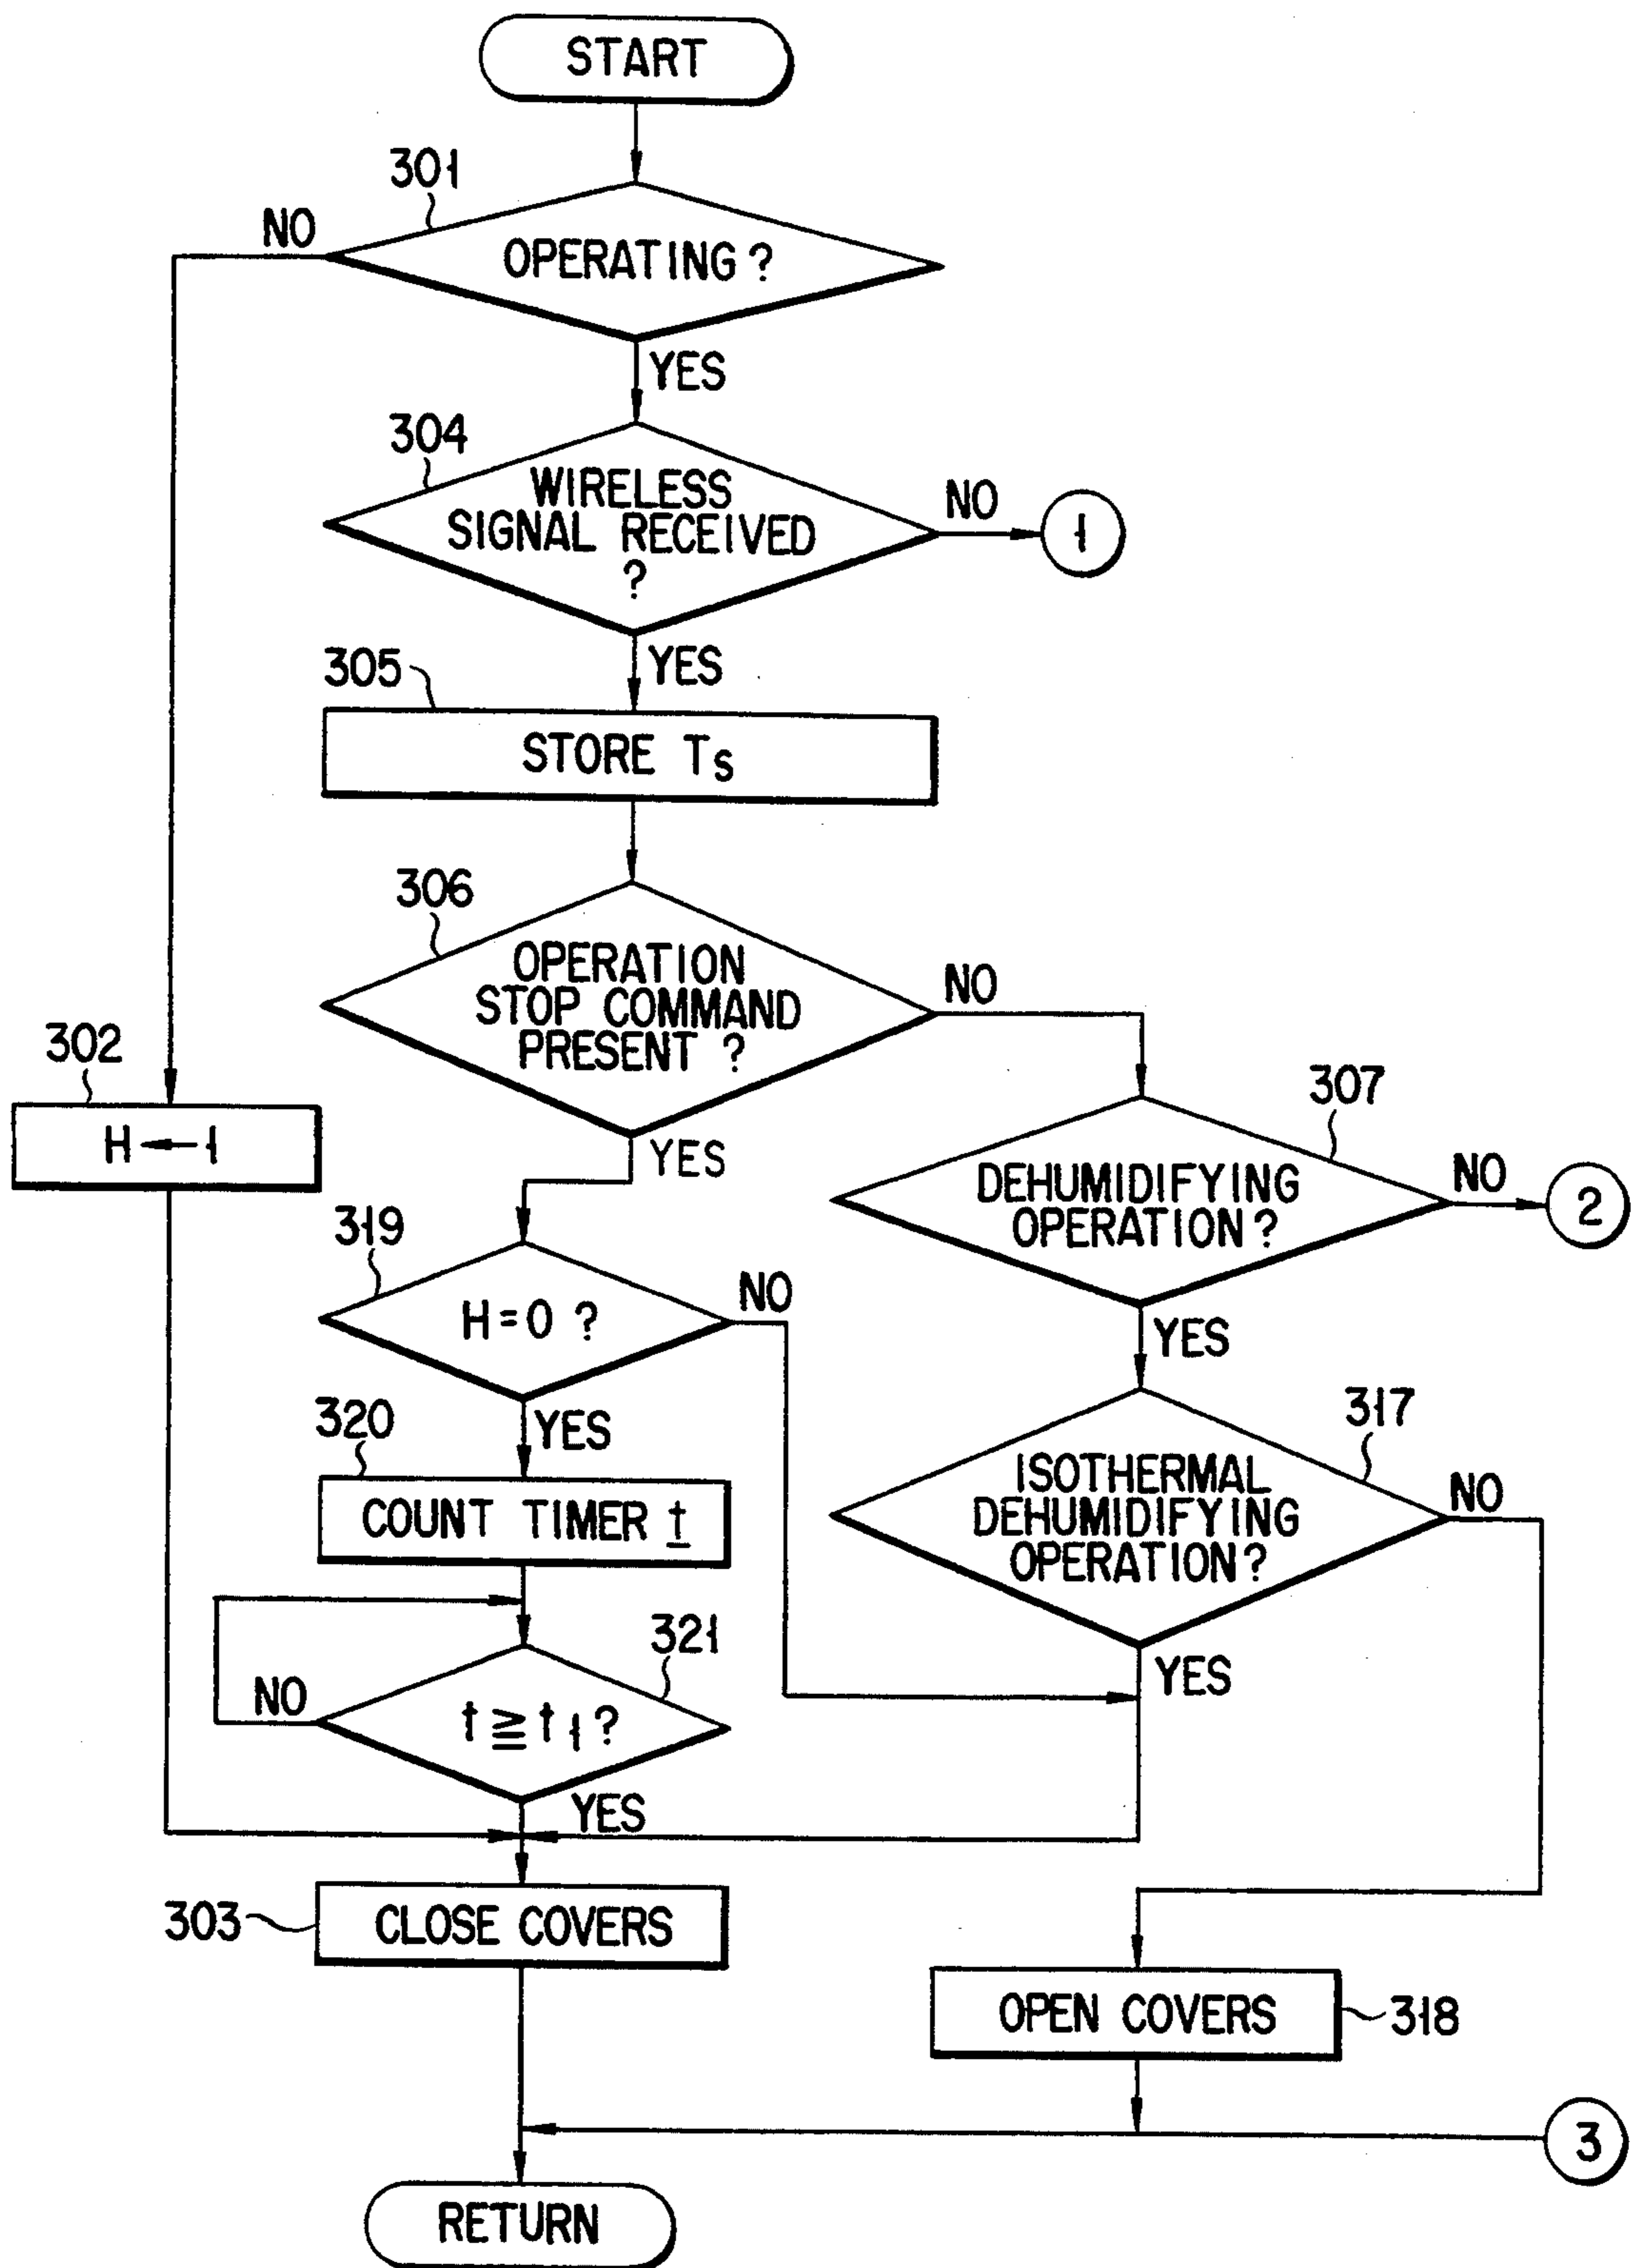 START
301
NO
OPERATING ?
YES
304
WIRELESS
SIGNAL RECEIVED
?
NO
1
YES
305
STORE Ts
306
OPERATION
STOP COMMAND
PRESENT ?
NO
302
H ← 1
YES
307
DEHUMIDIFYING
OPERATION ?
NO
2
319
H = 0 ?
NO
YES
320
YES
317
COUNT TIMER t
ISOTHERMAL
DEHUMIDIFYING
OPERATION ?
NO
321
NO
t ≧ t1 ?
YES
YES
303
CLOSE COVERS
OPEN COVERS
318
3
RETURN